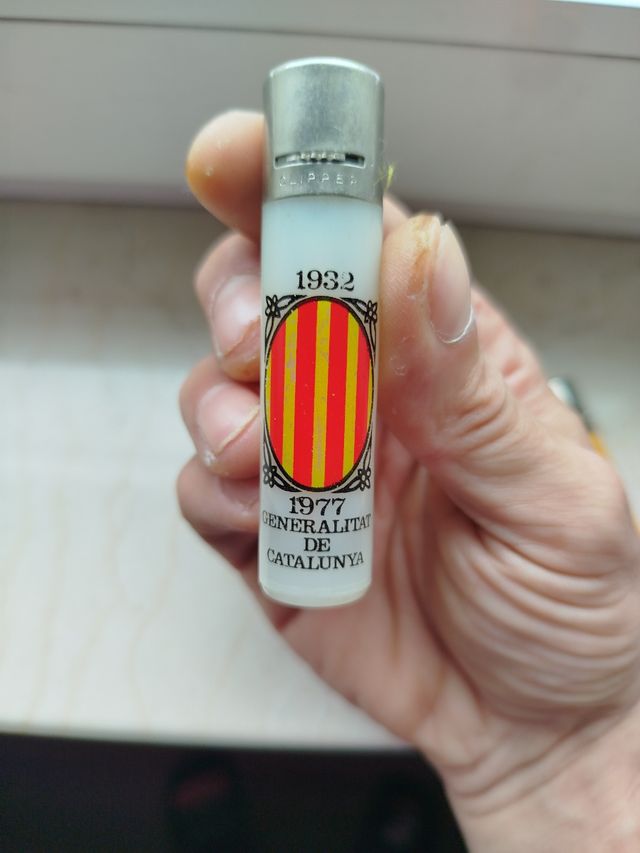 CLIPPER
1932
1977
GENERALITAT
DE
CATALUNYA